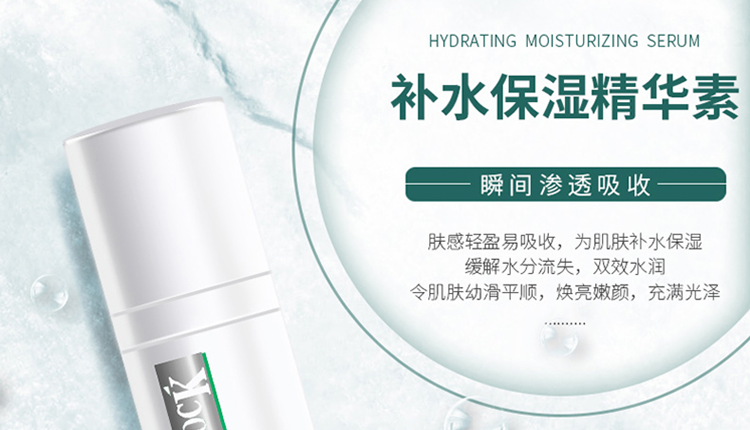 HYDRATING MOISTURIZING SERUM
补水保湿精华素
瞬间渗透吸收
肤感轻盈易吸收，为肌肤补水保湿
缓解水分流失，双效水润
令肌肤幼滑平顺，焕亮嫩颜，充满光泽
..........